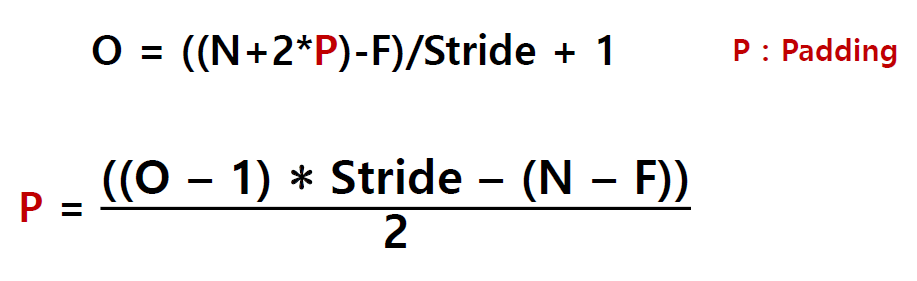 O = ((N+2*P)-F)/Stride + 1
P : Padding
P = ((O – 1) * Stride – (N – F))
2